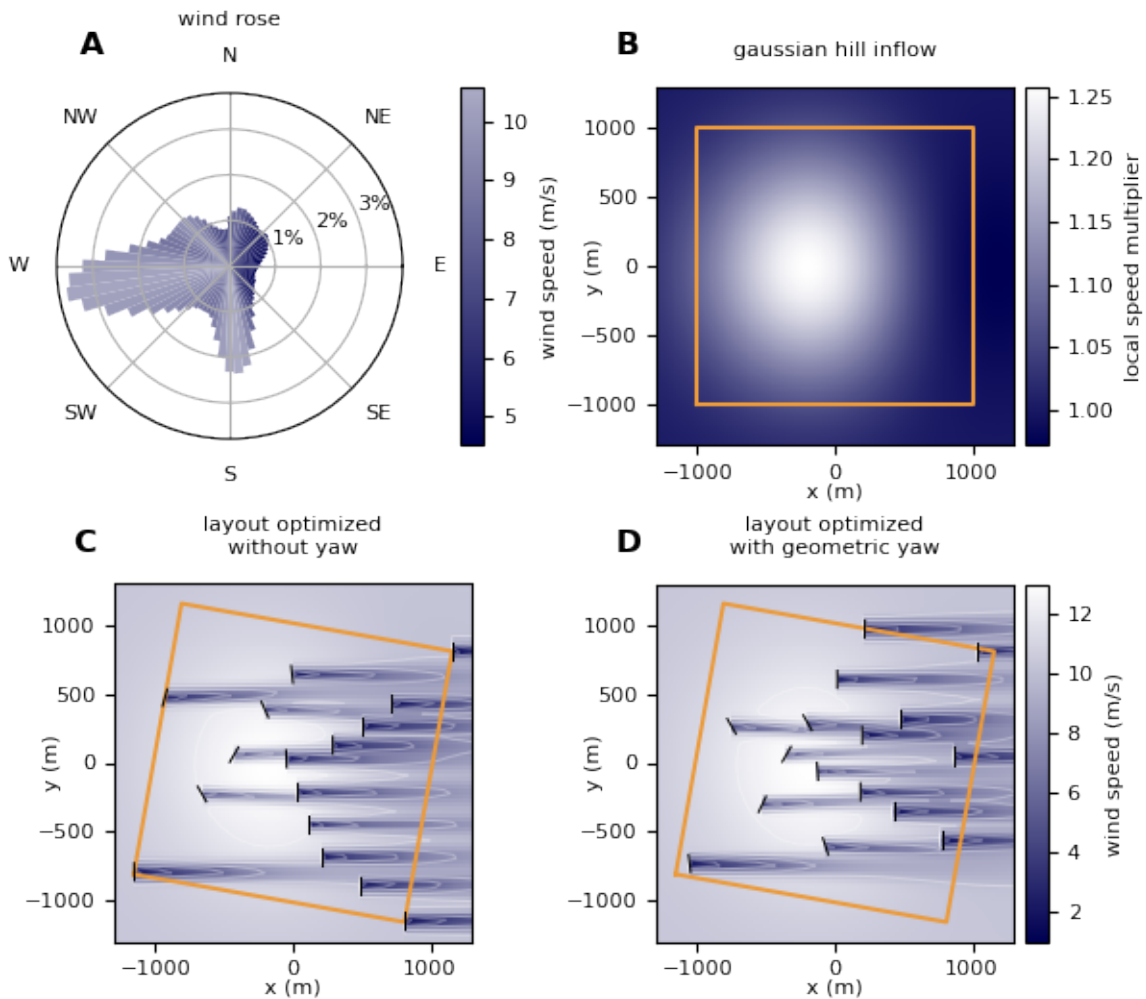 wind rose
A
N
NW
NE
W
E
SW
SE
S
1%
2%
3%
10
9
8
7
6
5
wind speed (m/s)
B
gaussian hill inflow
1000
500
0
−500
−1000
y (m)
−1000
0
1000
x (m)
1.25
1.20
1.15
1.10
1.05
1.00
local speed multiplier
C
layout optimized
without yaw
1000
500
0
−500
−1000
y (m)
−1000
0
1000
x (m)
D
layout optimized
with geometric yaw
1000
500
0
−500
−1000
y (m)
−1000
0
1000
x (m)
12
10
8
6
4
2
wind speed (m/s)